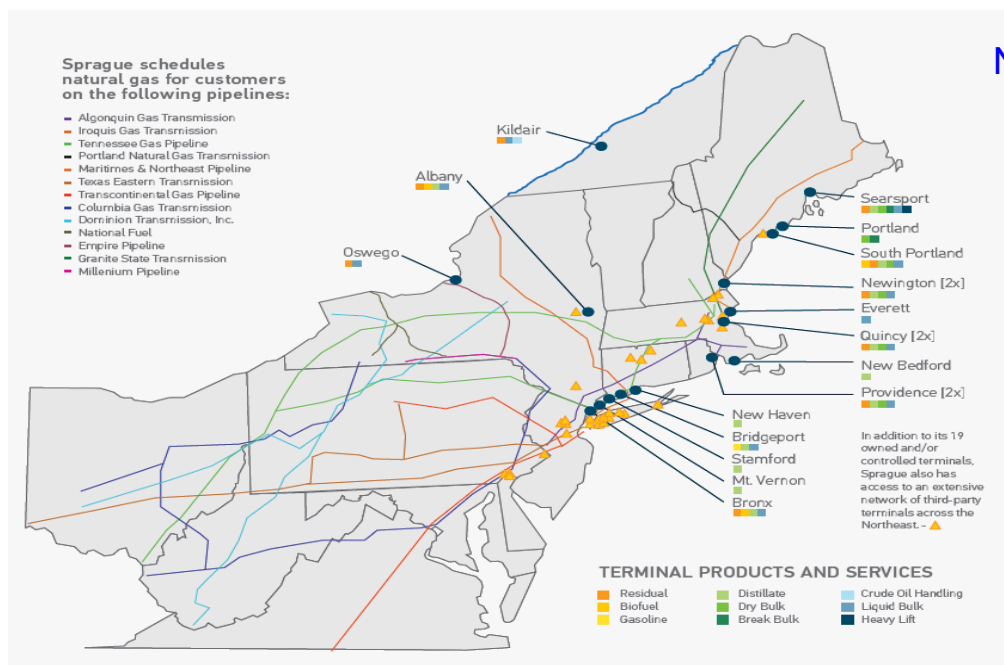 Sprague schedules
natural gas for customers
on the following pipelines:
Algonquin Gas Transmission
Iroquis Gas Transmission
Tennessee Gas Pipeline
Portland Natural Gas Transmission
Maritimes & Northeast Pipeline
Texas Eastern Transmission
Transcontinental Gas Pipeline
Columbia Gas Transmission
Dominion Transmission, Inc.
National Fuel
Empire Pipeline
Granite State Transmission
Millenium Pipeline
N
Kildair
Albany
Oswego
Searsport
Portland
South Portland
Newington [2x]
Everett
Quincy [2x]
New Bedford
Providence [2x]
New Haven
Bridgeport
Stamford
Mt. Vernon
Bronx
In addition to its 19
owned and/or
controlled terminals,
Sprague also has
access to an extensive
network of third-party
terminals across the
Northeast. -
TERMINAL PRODUCTS AND SERVICES
Residual
Biofuel
Gasoline
Distillate
Dry Bulk
Break Bulk
Crude Oil Handling
Liquid Bulk
Heavy Lift